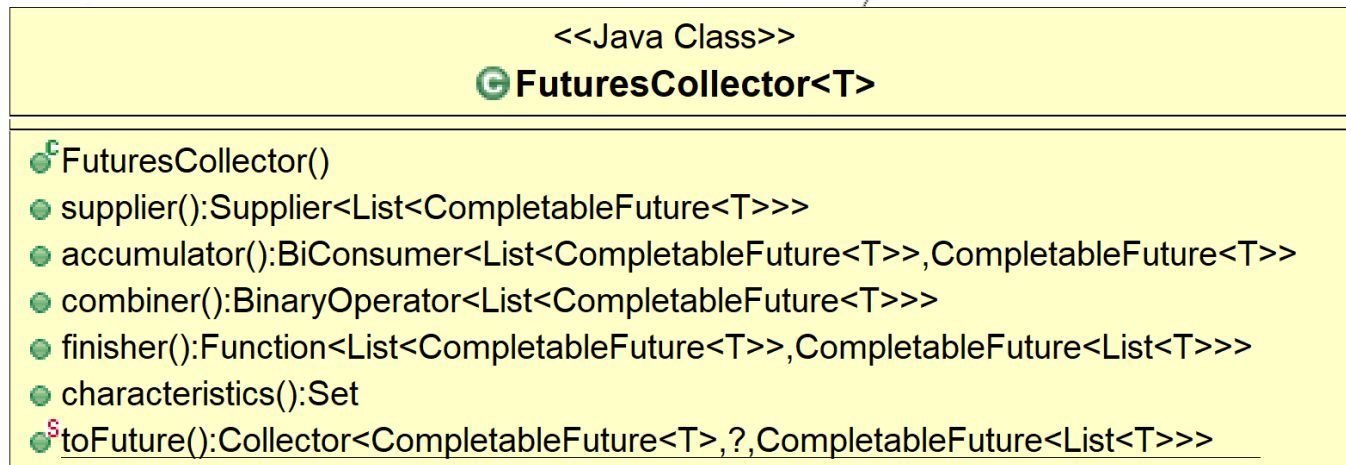 <<Java Class>>
FuturesCollector<T>
FuturesCollector()
supplier():Supplier<List<CompletableFuture<T>>>
accumulator():BiConsumer<List<CompletableFuture<T>>,CompletableFuture<T>>
combiner():BinaryOperator<List<CompletableFuture<T>>>
finisher():Function<List<CompletableFuture<T>>,CompletableFuture<List<T>>>
characteristics():Set
toFuture():Collector<CompletableFuture<T>,?,CompletableFuture<List<T>>>